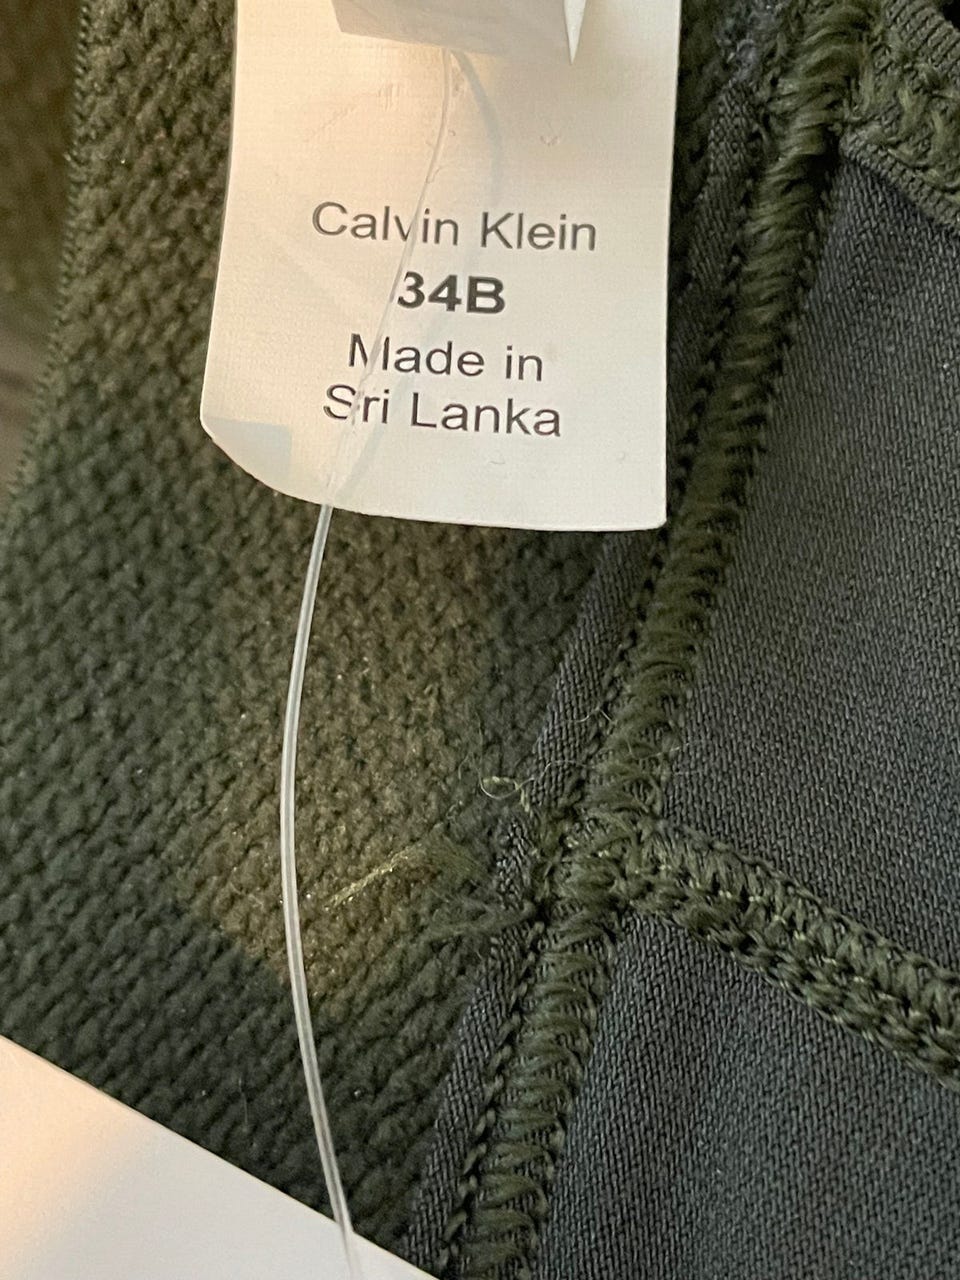 Calvin Klein
34B
Made in
Sri Lanka